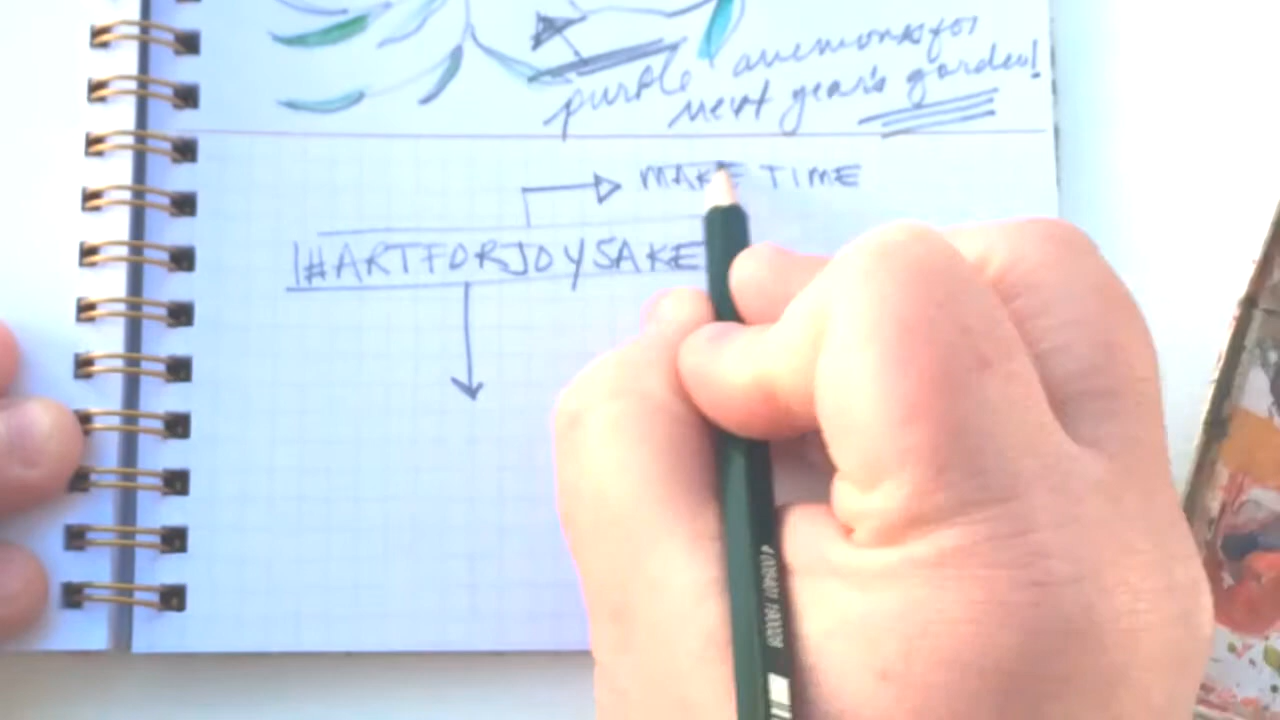 purple anemones for
next year's garden!
MAKE TIME
#ARTFORJOYSAKE